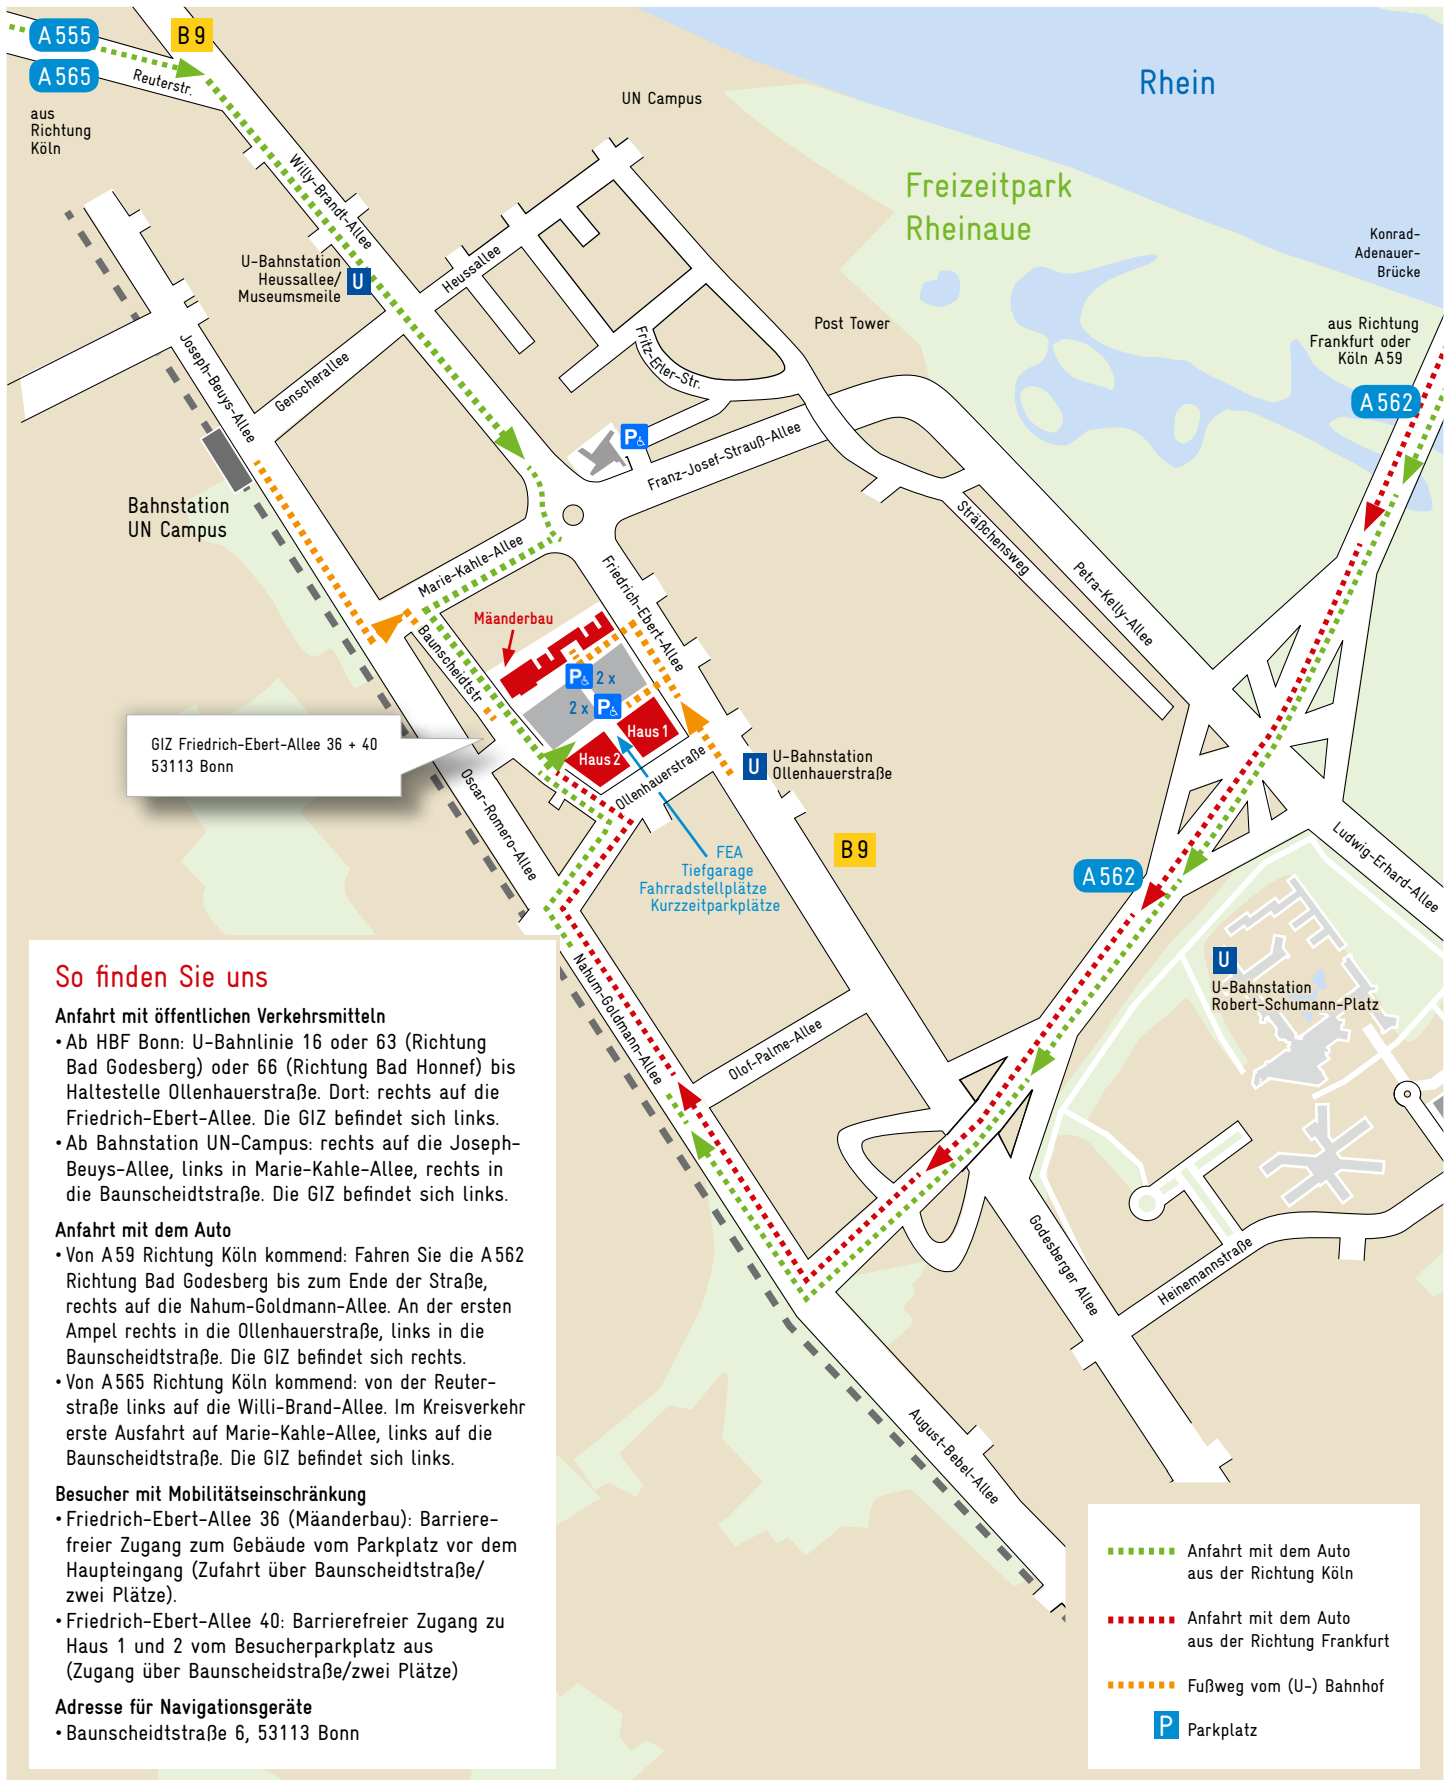 A 555
B 9
A 565
Reuterstr.
aus
Richtung
Köln
UN Campus
Rhein
Freizeitpark
Rheinaue
Konrad-
Adenauer-
Brücke
Willy-Brandt-Allee
U-Bahnstation
Heussallee/
Museumsmeile
U
Heussallee
Post Tower
aus Richtung
Frankfurt oder
Köln A 59
A 562
Fritz-Erler-Str.
Joseph-Beuys-Allee
Genscherallee
P
Franz-Josef-Strauß-Allee
Bahnstation
UN Campus
Sträßchensweg
Marie-Kahle-Allee
Friedrich-Ebert-Allee
Petra-Kelly-Allee
Mäanderbau
Baunscheidtstr
P 2 x
2 x P
Haus 1
Haus 2
GIZ Friedrich-Ebert-Allee 36 + 40
53113 Bonn
U
U-Bahnstation
Ollenhauerstraße
Ollenhauerstraße
Oscar-Romero-Allee
FEA
Tiefgarage
Fahrradstellplätze
Kurzzeitparkplätze
B 9
A 562
Ludwig-Erhard-Allee
U
U-Bahnstation
Robert-Schumann-Platz
Nahum-Goldmann-Allee
Olof-Palme-Allee
Godesberger Allee
Heinemannstraße
August-Bebel-Allee
So finden Sie uns
Anfahrt mit öffentlichen Verkehrsmitteln
• Ab HBF Bonn: U-Bahnlinie 16 oder 63 (Richtung
Bad Godesberg) oder 66 (Richtung Bad Honnef) bis
Haltestelle Ollenhauerstraße. Dort: rechts auf die
Friedrich-Ebert-Allee. Die GIZ befindet sich links.
• Ab Bahnstation UN-Campus: rechts auf die Joseph-
Beuys-Allee, links in Marie-Kahle-Allee, rechts in
die Baunscheidtstraße. Die GIZ befindet sich links.
Anfahrt mit dem Auto
• Von A 59 Richtung Köln kommend: Fahren Sie die A 562
Richtung Bad Godesberg bis zum Ende der Straße,
rechts auf die Nahum-Goldmann-Allee. An der ersten
Ampel rechts in die Ollenhauerstraße, links in die
Baunscheidtstraße. Die GIZ befindet sich rechts.
• Von A 565 Richtung Köln kommend: von der Reuter-
straße links auf die Willi-Brand-Allee. Im Kreisverkehr
erste Ausfahrt auf Marie-Kahle-Allee, links auf die
Baunscheidtstraße. Die GIZ befindet sich links.
Besucher mit Mobilitätseinschränkung
• Friedrich-Ebert-Allee 36 (Mäanderbau): Barriere-
freier Zugang zum Gebäude vom Parkplatz vor dem
Haupteingang (Zufahrt über Baunscheidtstraße/
zwei Plätze).
• Friedrich-Ebert-Allee 40: Barrierefreier Zugang zu
Haus 1 und 2 vom Besucherparkplatz aus
(Zugang über Baunscheidstraße/zwei Plätze)
Adresse für Navigationsgeräte
• Baunscheidtstraße 6, 53113 Bonn
Anfahrt mit dem Auto
aus der Richtung Köln
Anfahrt mit dem Auto
aus der Richtung Frankfurt
Fußweg vom (U-) Bahnhof
P Parkplatz